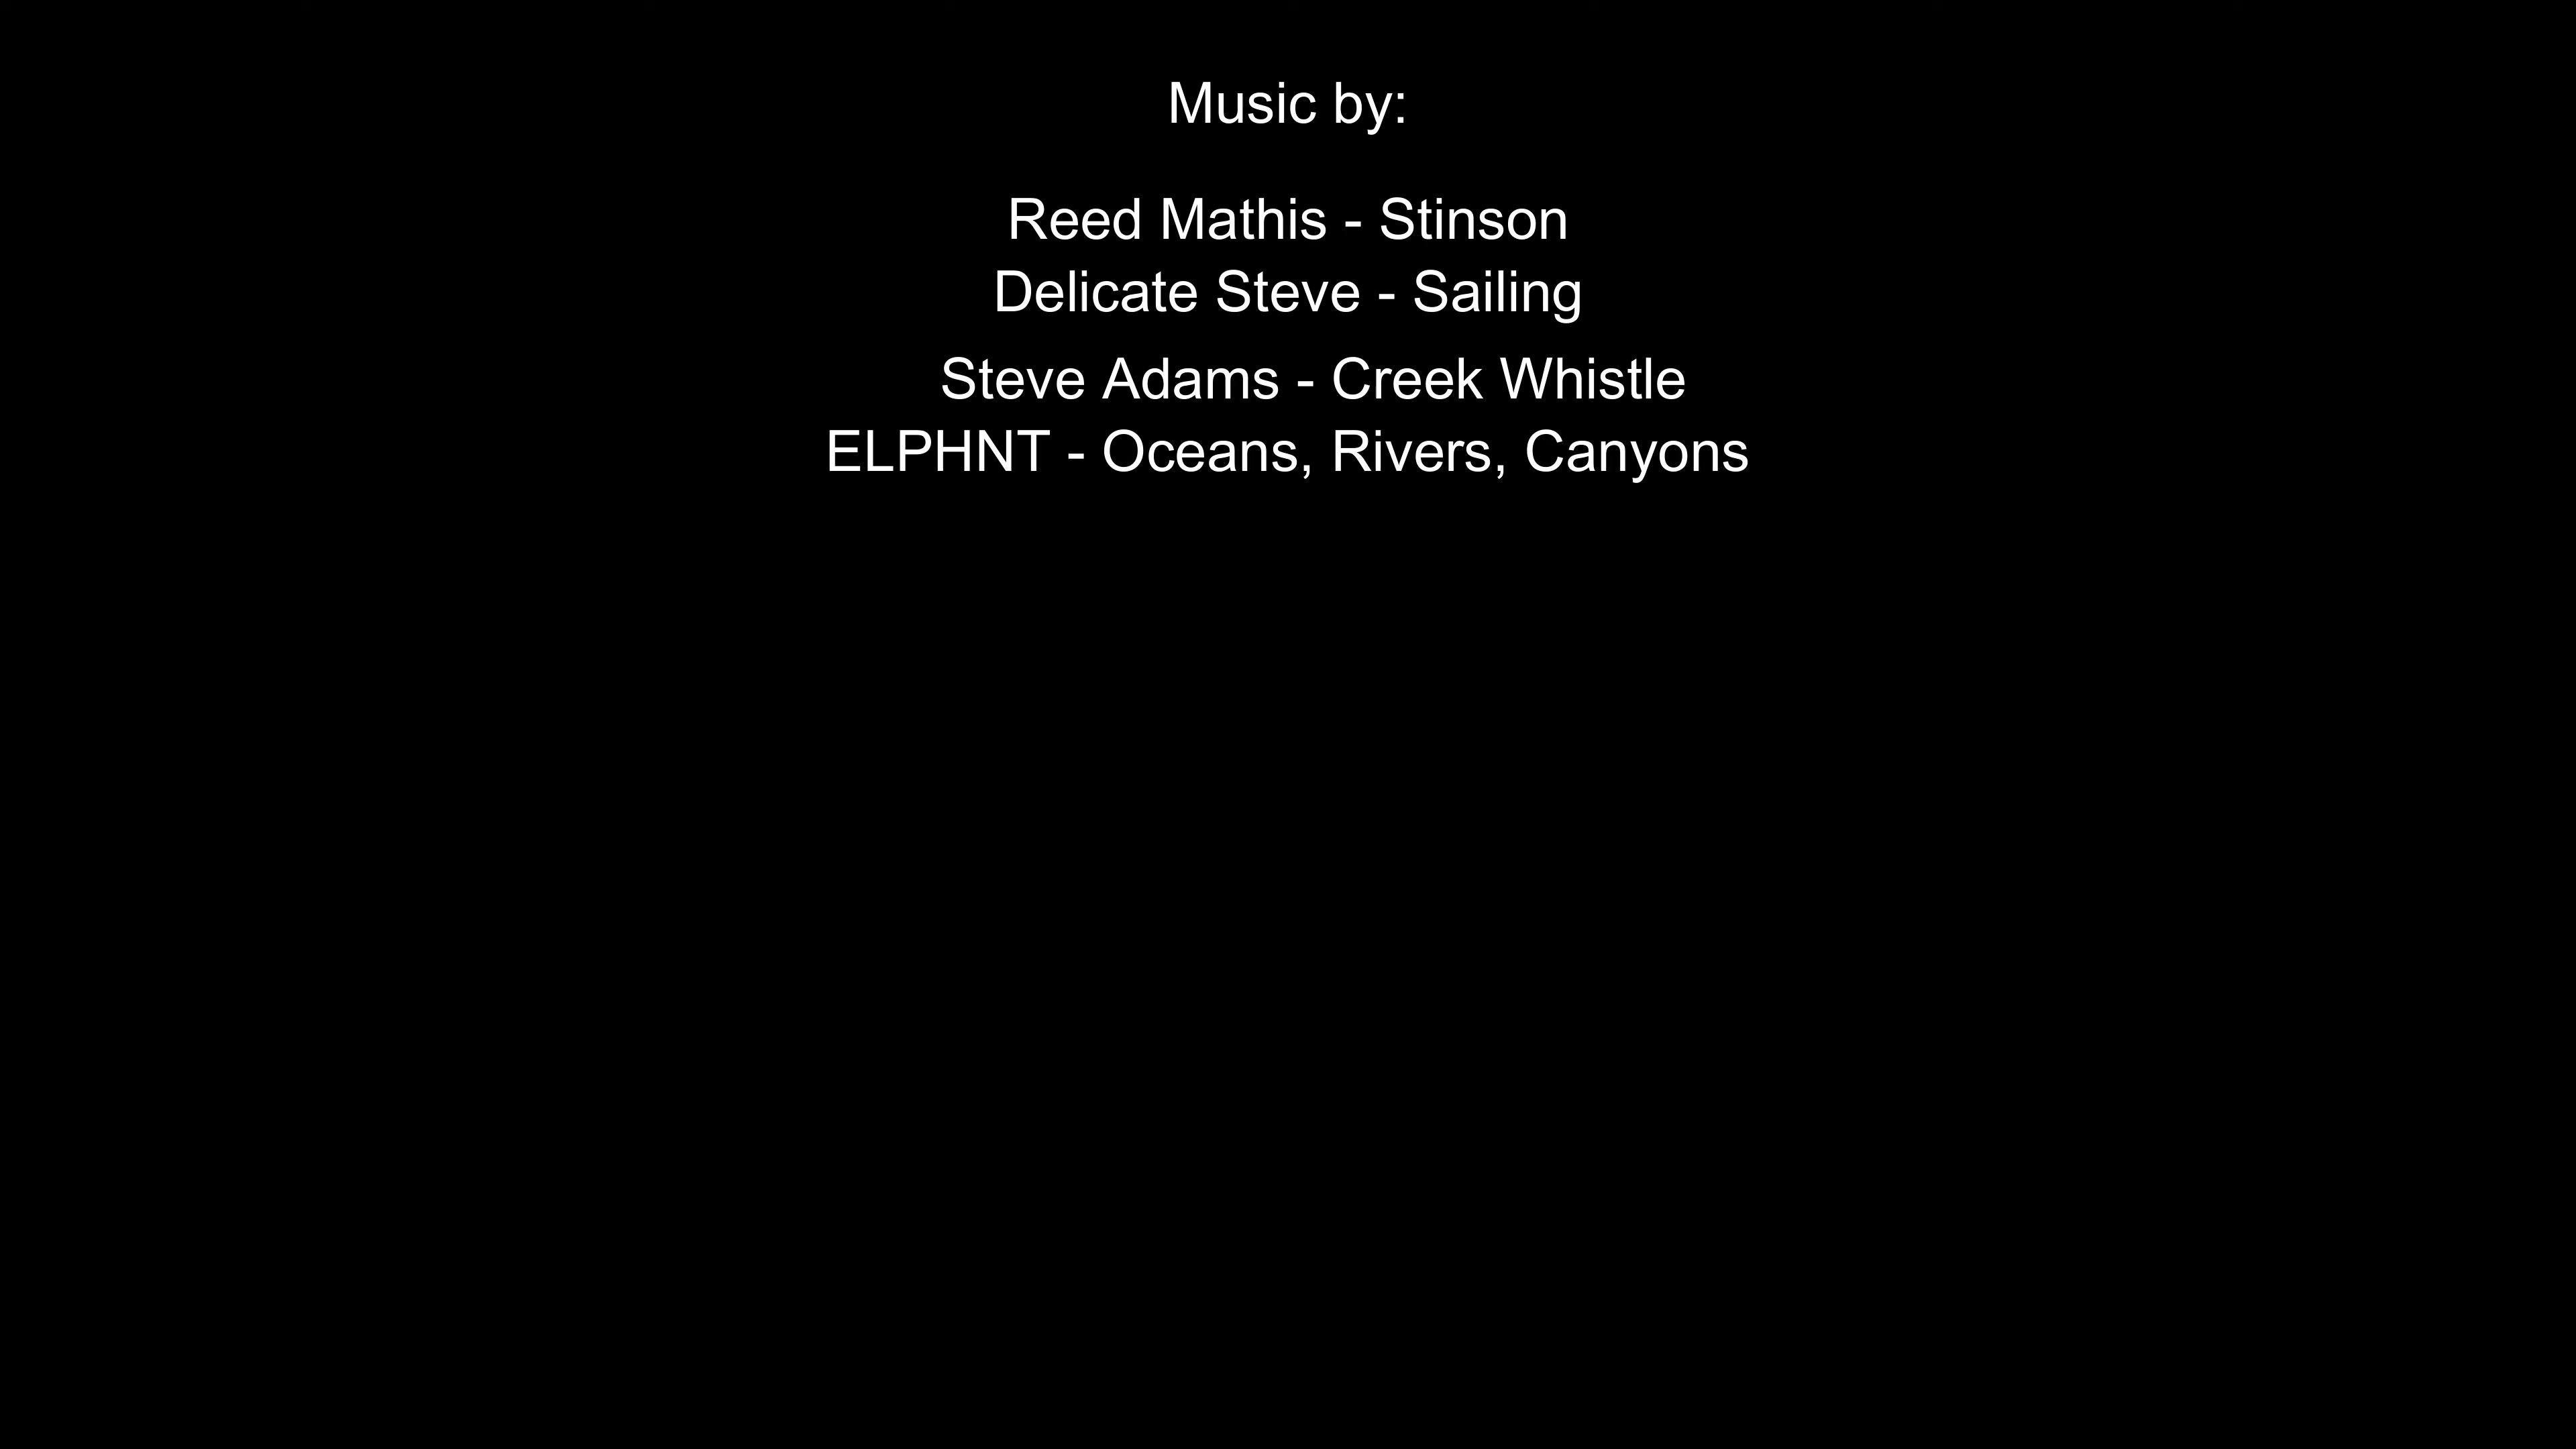 Music by:
Reed Mathis - Stinson
Delicate Steve - Sailing
Steve Adams - Creek Whistle
ELPHNT - Oceans, Rivers, Canyons